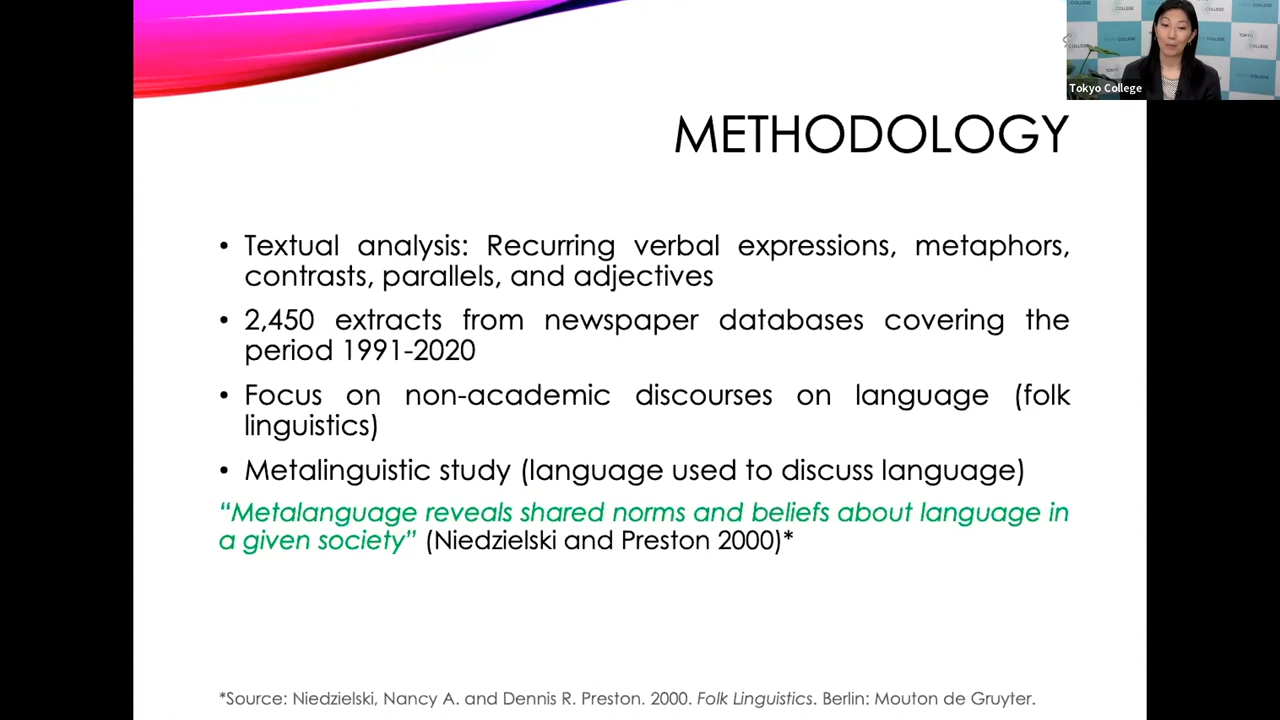 METHODOLOGY
• Textual analysis: Recurring verbal expressions, metaphors,
contrasts, parallels, and adjectives
• 2,450 extracts from newspaper databases covering the
period 1991-2020
• Focus on non-academic discourses on language (folk
linguistics)
• Metalinguistic study (language used to discuss language)
“Metalanguage reveals shared norms and beliefs about language in
a given society” (Niedzielski and Preston 2000)*
*Source: Niedzielski, Nancy A. and Dennis R. Preston. 2000. Folk Linguistics. Berlin: Mouton de Gruyter.
Tokyo College